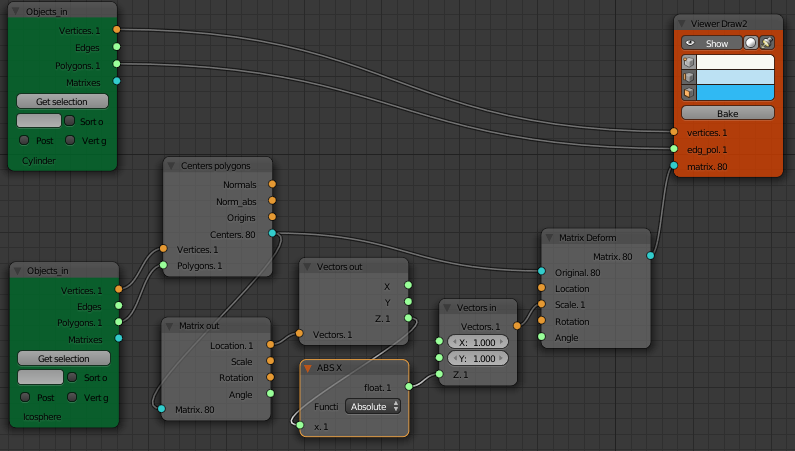 Objects_in
Vertices. 1
Edges
Polygons. 1
Matrixes
Get selection
Sort o
Post
Vert g
Cylinder
Viewer Draw2
Show
Bake
vertices. 1
edg_pol. 1
matrix. 80
Centers polygons
Normals
Norm_abs
Origins
Centers. 80
Vertices. 1
Polygons. 1
Objects_in
Vertices. 1
Edges
Polygons. 1
Matrixes
Get selection
Sort o
Post
Vert g
Icosphere
Matrix out
Location. 1
Scale
Rotation
Angle
Matrix. 80
Vectors out
X
Y
Z. 1
Vertices. 1
ABS X
float. 1
Functi
Absolute
x. 1
Vectors in
Vectors. 1
X: 1.000
Y: 1.000
Z. 1
Matrix Deform
Matrix. 80
Original. 80
Location
Scale. 1
Rotation
Angle